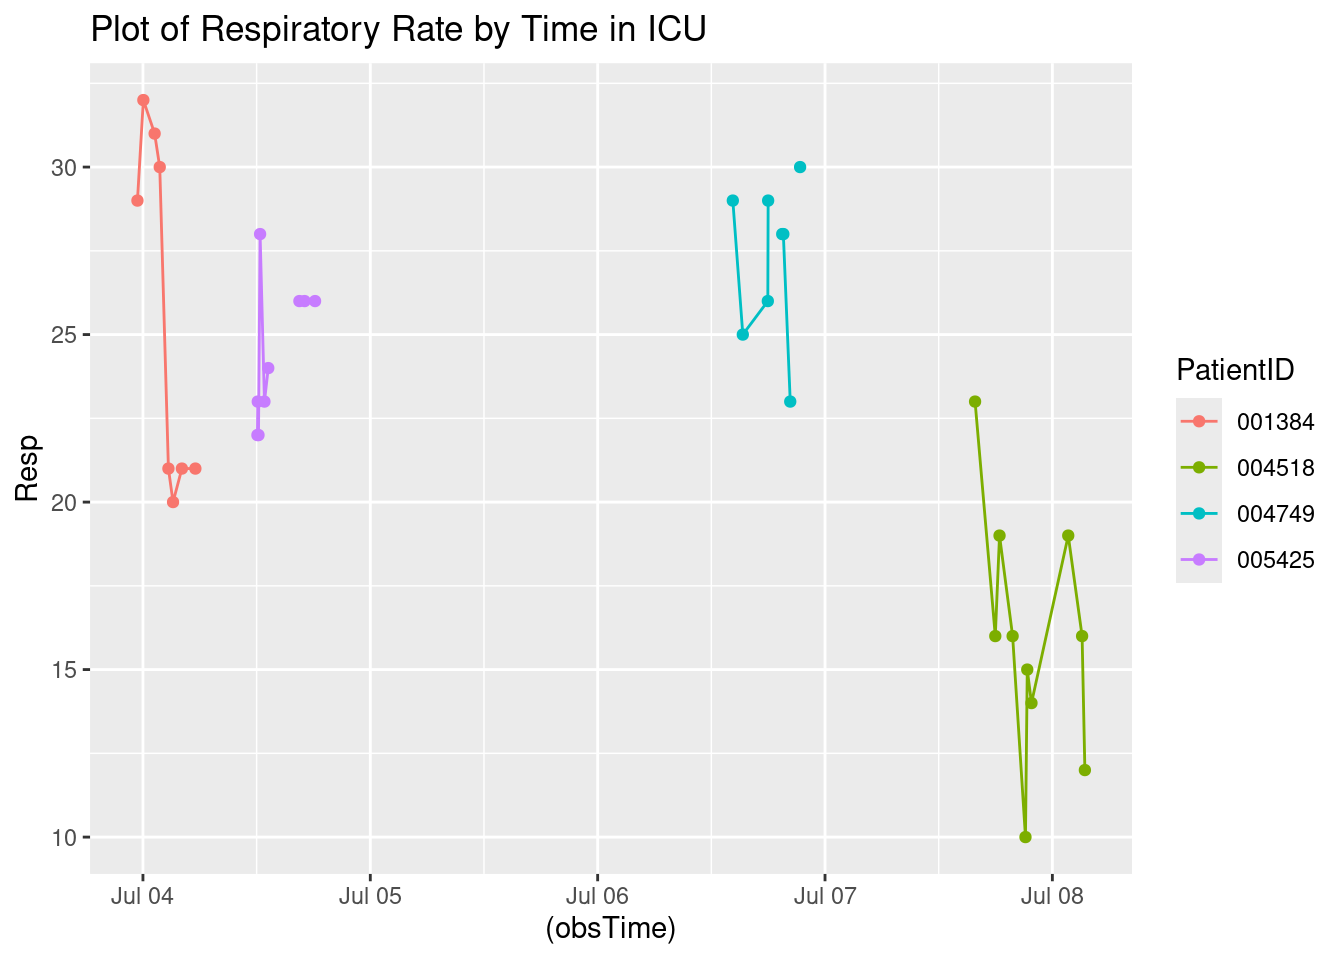 Plot of Respiratory Rate by Time in ICU
30
25
20
15
10
Resp
Jul 04 Jul 05 Jul 06 Jul 07 Jul 08
(obsTime)
PatientID
001384
004518
004749
005425